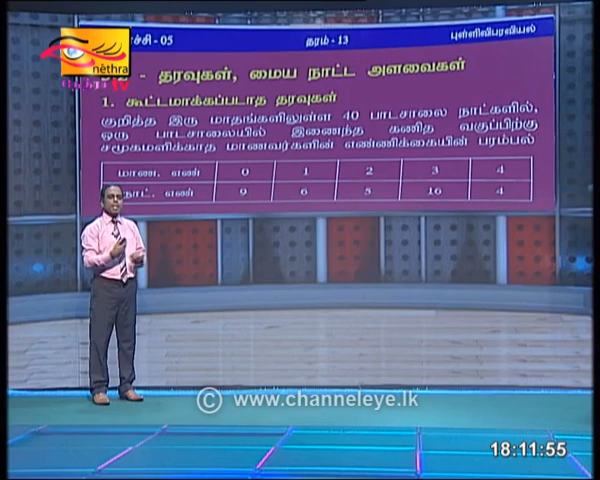 - 05
தரம் - 13
புள்ளிவிபரவியல்
nethra
TV
- தரவுகள், மைய நாட்ட அளவைகள்
1. கூட்டமாக்கப்படாத தரவுகள்
குறித்த இரு மாதங்களிலுள்ள 40 பாடசாலை நாட்களில்,
ஒரு பாடசாலையில் இணைந்த கணித வகுப்பிற்கு
சமூகமளிக்காத மாணவர்களின் எண்ணிக்கையின் பரம்பல்
மாண. எண் 0 1 2 3 4
நாட். எண் 9 6 5 16 4
© www.channeleye.lk
18:11:55